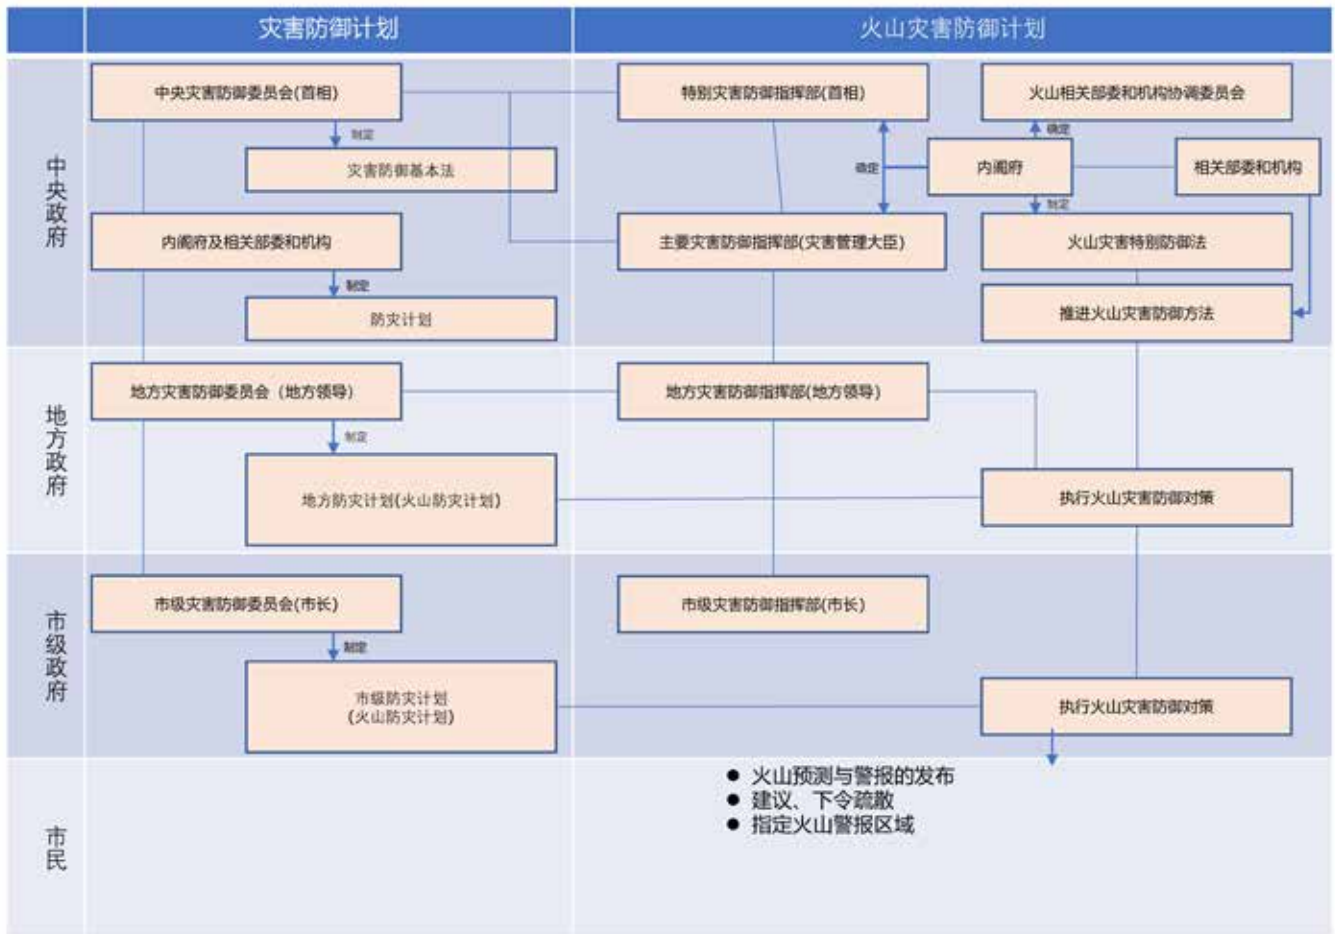 灾害防御计划
火山灾害防御计划
中央政府
中央灾害防御委员会(首相)
制定
灾害防御基本法
内阁府及相关部委和机构
制定
防灾计划
特别灾害防御指挥部(首相)
火山相关部委和机构协调委员会
确定
确定
内阁府
相关部委和机构
制定
主要灾害防御指挥部(灾害管理大臣)
火山灾害特别防御法
推进火山灾害防御方法
地方政府
地方灾害防御委员会（地方领导）
制定
地方防灾计划(火山防灾计划)
地方灾害防御指挥部(地方领导)
执行火山灾害防御对策
市级政府
市级灾害防御委员会(市长)
制定
市级防灾计划
(火山防灾计划)
市级灾害防御指挥部(市长)
执行火山灾害防御对策
市民
● 火山预测与警报的发布
● 建议、下令疏散
● 指定火山警报区域